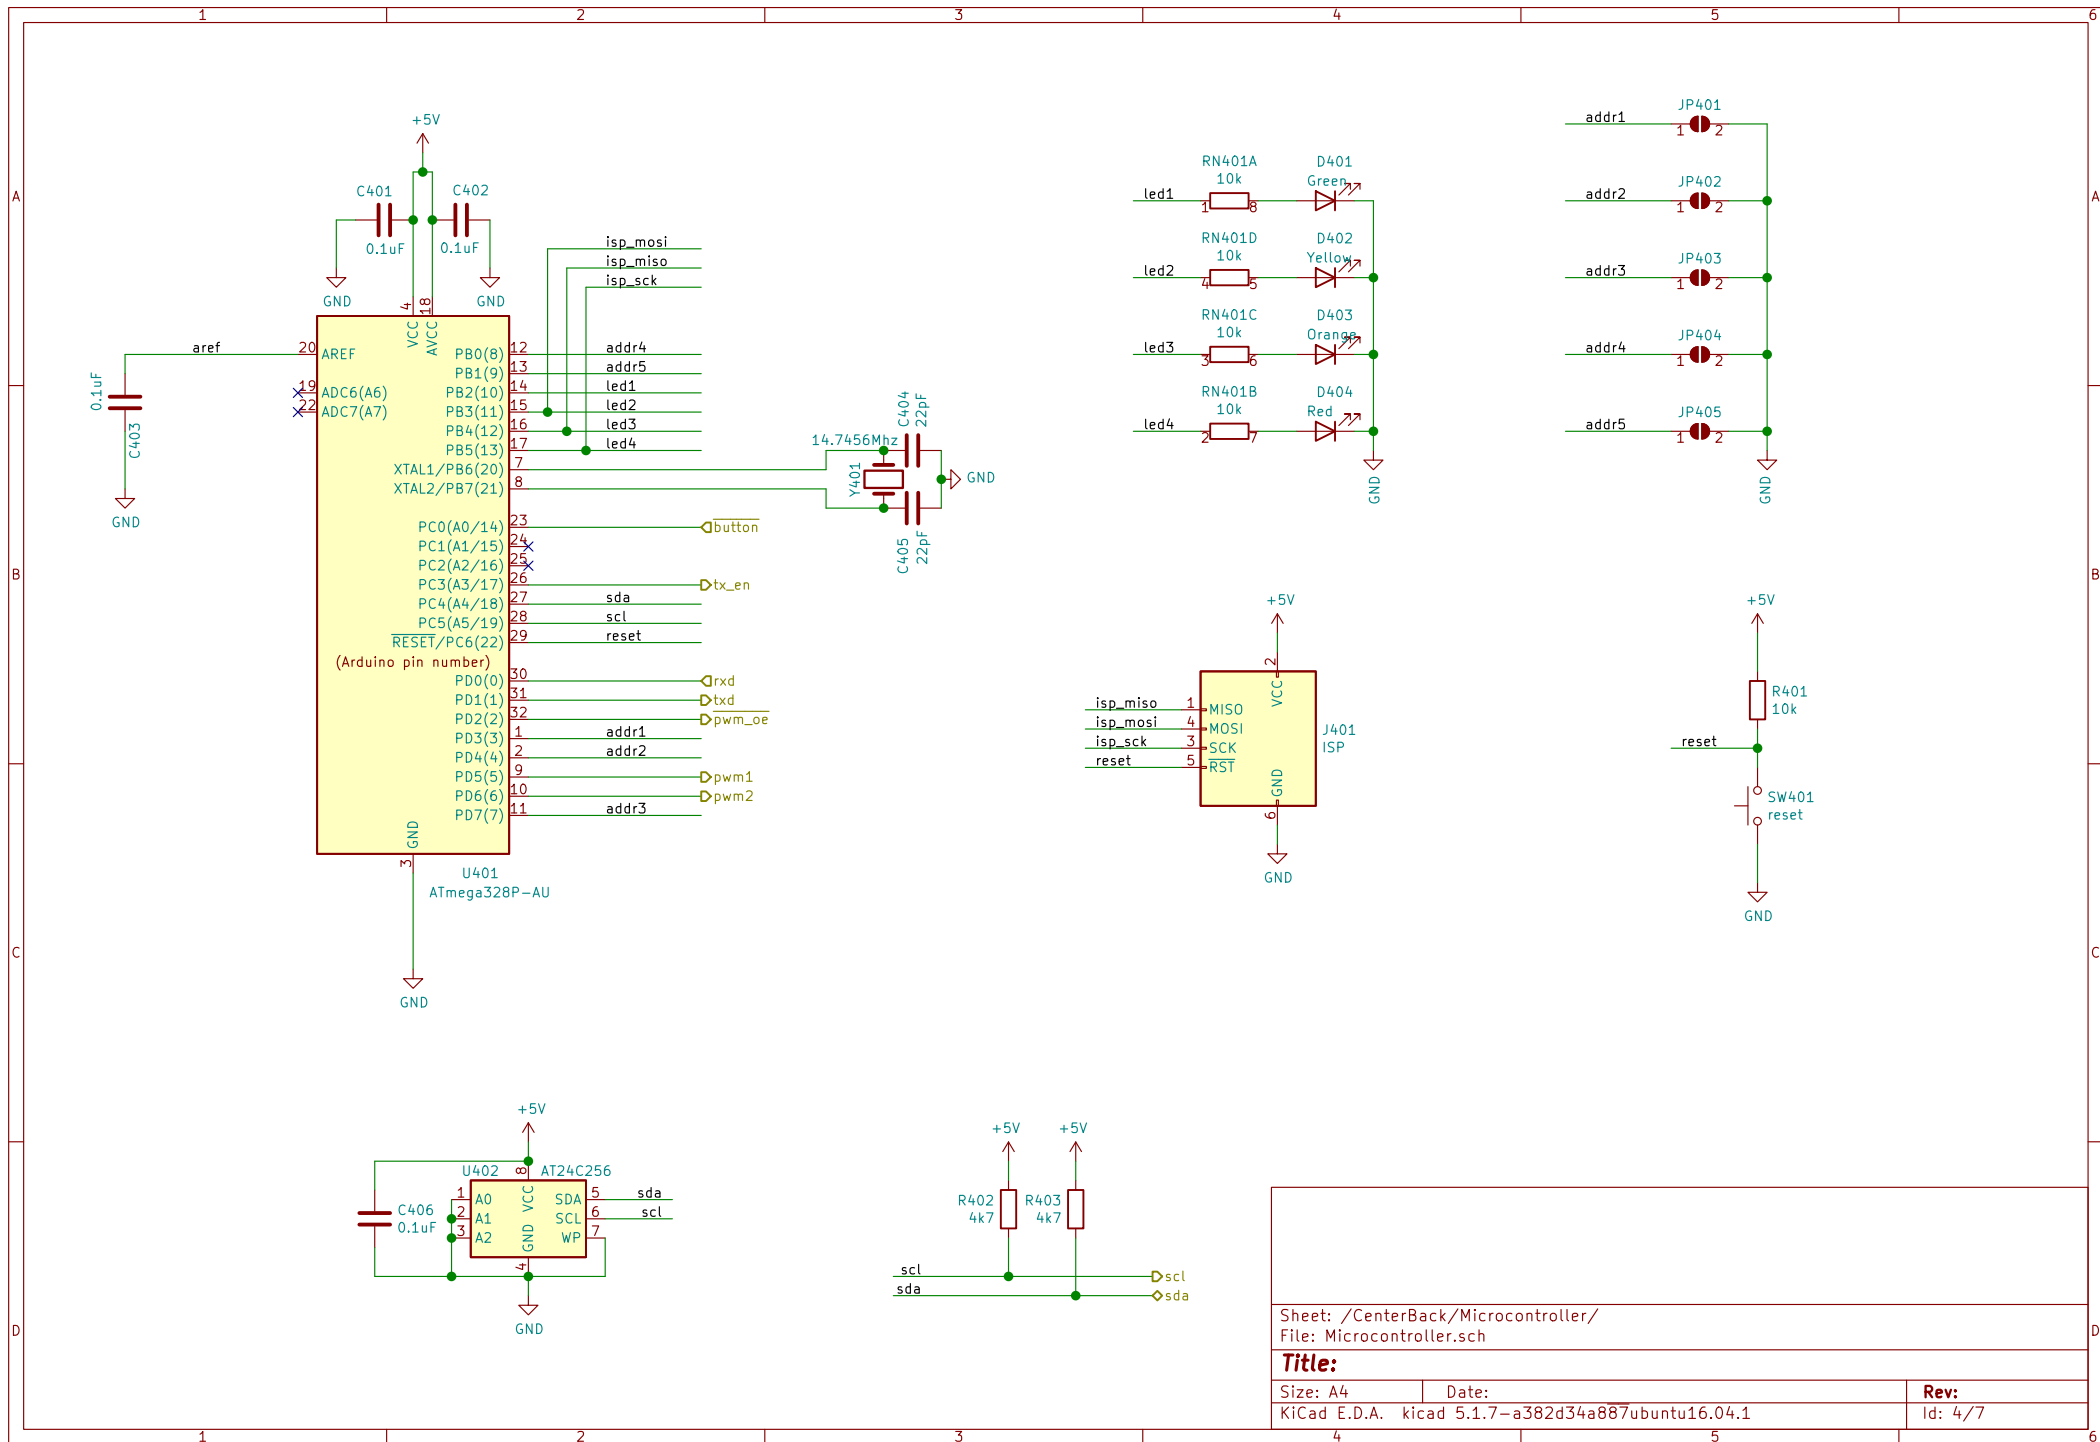 1 2 3 4 5 6
A A
B B
C C
D D
+5V
C401
0.1uF
C402
0.1uF
GND
GND
isp_mosi
isp_miso
isp_sck
4
18
VCC
AVCC
aref
20
AREF
19
ADC6(A6)
22
ADC7(A7)
0.1uF
C403
GND
PB0(8) 12 addr4
PB1(9) 13 addr5
PB2(10) 14 led1
PB3(11) 15 led2
PB4(12) 16 led3
PB5(13) 17 led4
XTAL1/PB6(20) 7
XTAL2/PB7(21) 8
PC0(A0/14) 23 button
PC1(A1/15) 24
PC2(A2/16) 25
PC3(A3/17) 26 tx_en
PC4(A4/18) 27 sda
PC5(A5/19) 28 scl
RESET/PC6(22) 29 reset
(Arduino pin number)
PD0(0) 30 rxd
PD1(1) 31 txd
PD2(2) 32 pwm_oe
PD3(3) 1 addr1
PD4(4) 2 addr2
PD5(5) 9 pwm1
PD6(6) 10 pwm2
PD7(7) 11 addr3
GND
3
U401
ATmega328P-AU
GND
14.7456Mhz
Y401
C404
22pF
C405
22pF
GND
RN401A
10k
D401
Green
led1 1 8
RN401D
10k
D402
Yellow
led2 4 5
RN401C
10k
D403
Orange
led3 3 6
RN401B
10k
D404
Red
led4 2 7
GND
JP401
addr1 1 2
JP402
addr2 1 2
JP403
addr3 1 2
JP404
addr4 1 2
JP405
addr5 1 2
GND
+5V
2
VCC
isp_miso 1 MISO
isp_mosi 4 MOSI
isp_sck 3 SCK
reset 5 RST
J401
ISP
GND
6
GND
+5V
R401
10k
reset
SW401
reset
GND
+5V
U402
8
AT24C256
VCC
1 A0
2 A1
3 A2
SDA 5 sda
SCL 6 scl
WP 7
GND
4
C406
0.1uF
GND
+5V +5V
R402
4k7
R403
4k7
scl scl
sda sda
Sheet: /CenterBack/Microcontroller/
File: Microcontroller.sch
Title:
Size: A4 Date: Rev:
KiCad E.D.A. kicad 5.1.7-a382d34a887ubuntu16.04.1 Id: 4/7
1 2 3 4 5 6